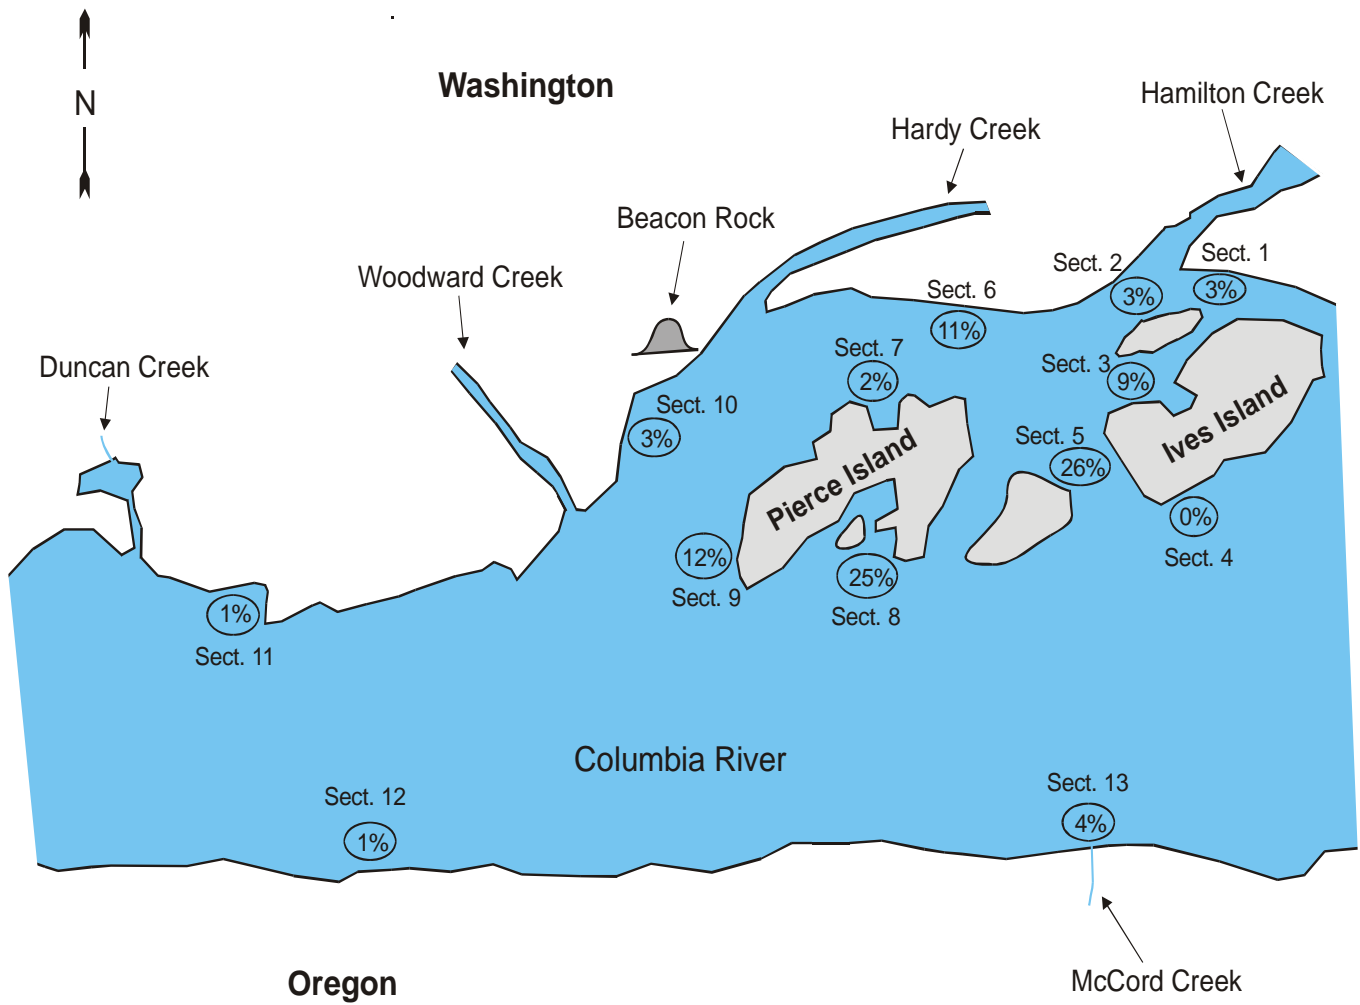 Washington
N
Hamilton Creek
Hardy Creek
Beacon Rock
Woodward Creek
Duncan Creek
Sect. 1
3%
Sect. 2
3%
Sect. 6
11%
Sect. 7
2%
Sect. 3
9%
Sect. 10
3%
Ives Island
Pierce Island
Sect. 5
26%
0%
Sect. 4
12%
Sect. 9
25%
Sect. 8
1%
Sect. 11
Columbia River
Sect. 12
1%
Sect. 13
4%
McCord Creek
Oregon